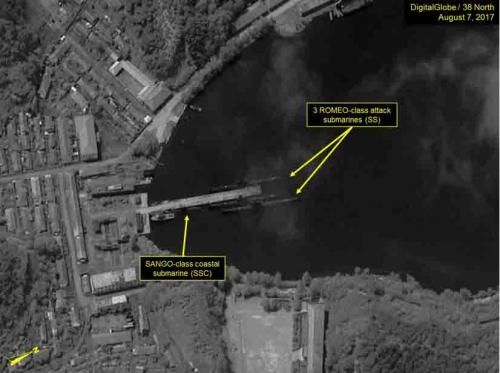 DigitalGlobe / 38 North
August 7, 2017
3 ROMEO-class attack
submarines (SS)
SANGO-class coastal
submarine (SSC)
N